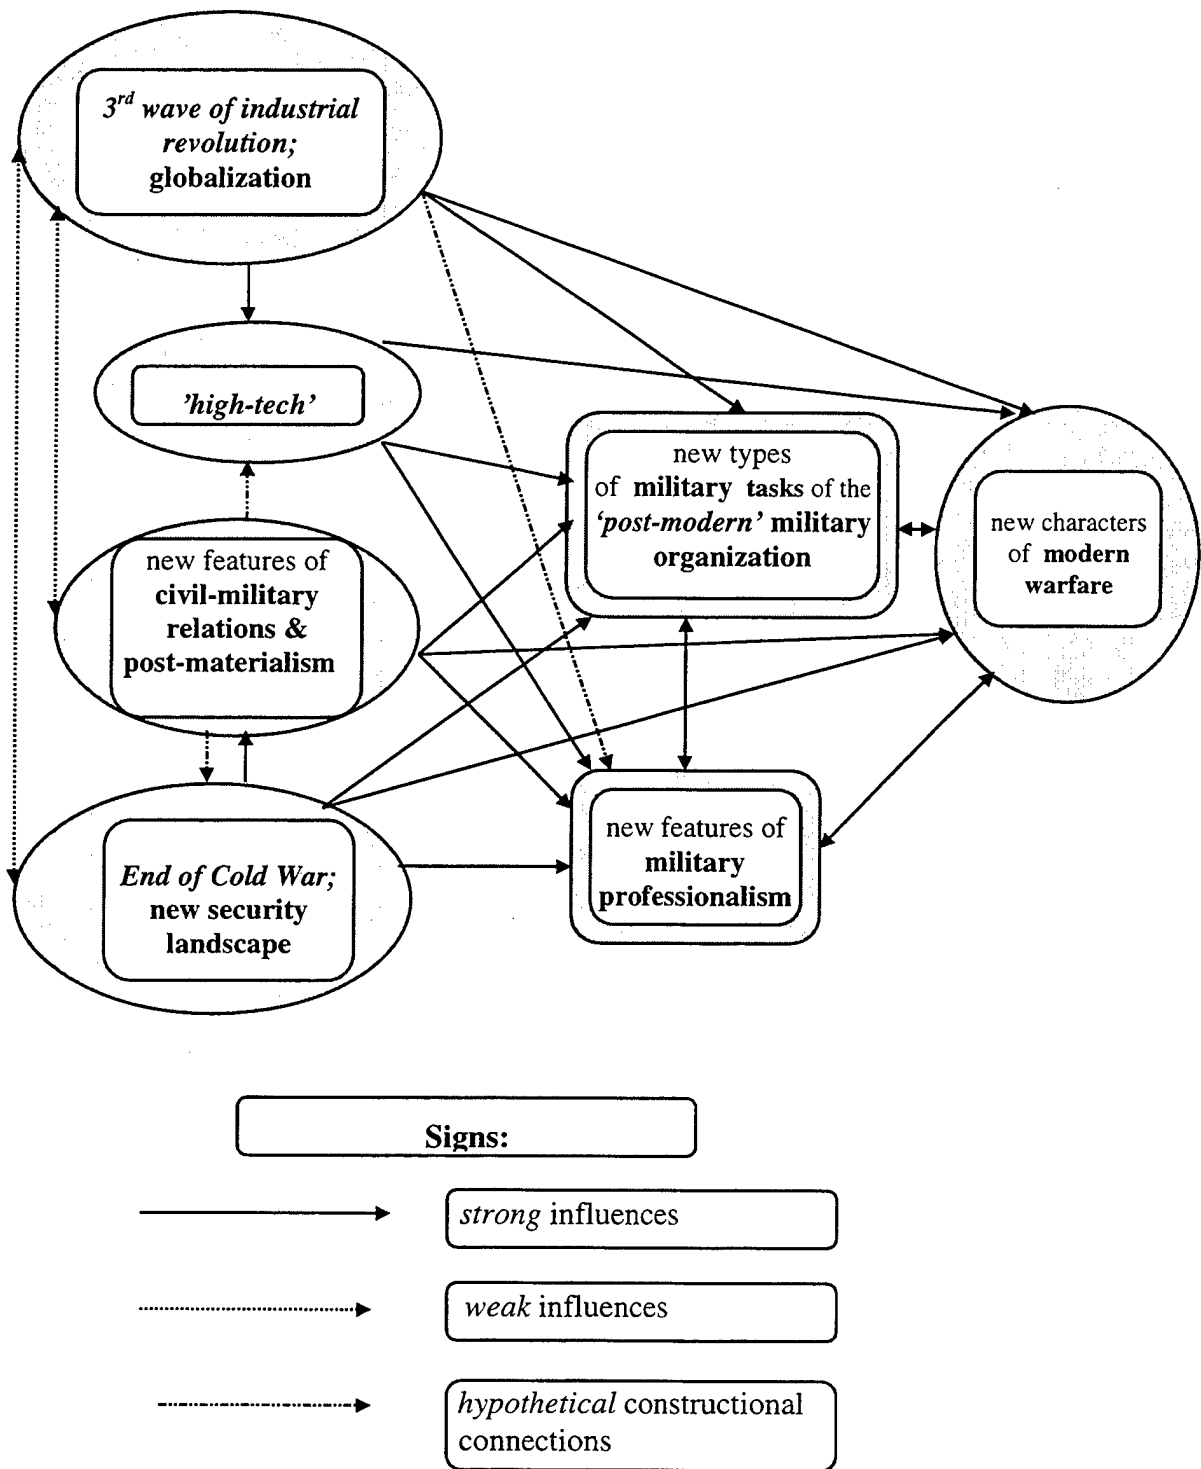 3rd wave of industrial
revolution;
globalization
’high-tech’
new types
of military tasks of the
‘post-modern’ military
organization
new characters
of modern
warfare
new features of
civil-military
relations &
post-materialism
new features of
military
professionalism
End of Cold War;
new security
landscape
Signs:
strong influences
weak influences
hypothetical constructional
connections